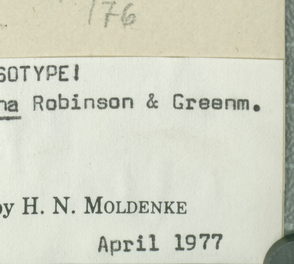 176
SOTYPE!
na Robinson & Greenm.
by H. N. MOLDENKE
April 1977